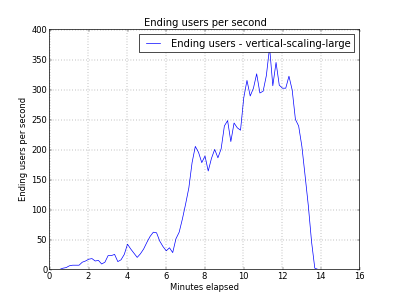 Ending users per second
Ending users - vertical-scaling-large
Ending users per second
400
350
300
250
200
150
100
50
0
0 2 4 6 8 10 12 14 16
Minutes elapsed